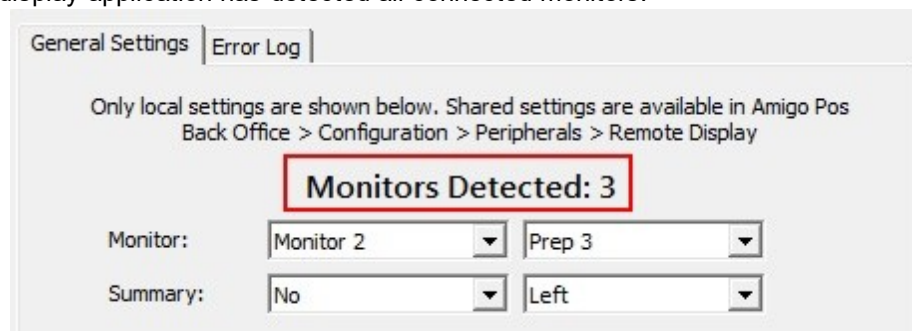 display application has detected all connected monitors.
General Settings Error Log
Only local settings are shown below. Shared settings are available in Amigo Pos
Back Office > Configuration > Peripherals > Remote Display
Monitors Detected: 3
Monitor: Monitor 2 Prep 3
Summary: No Left